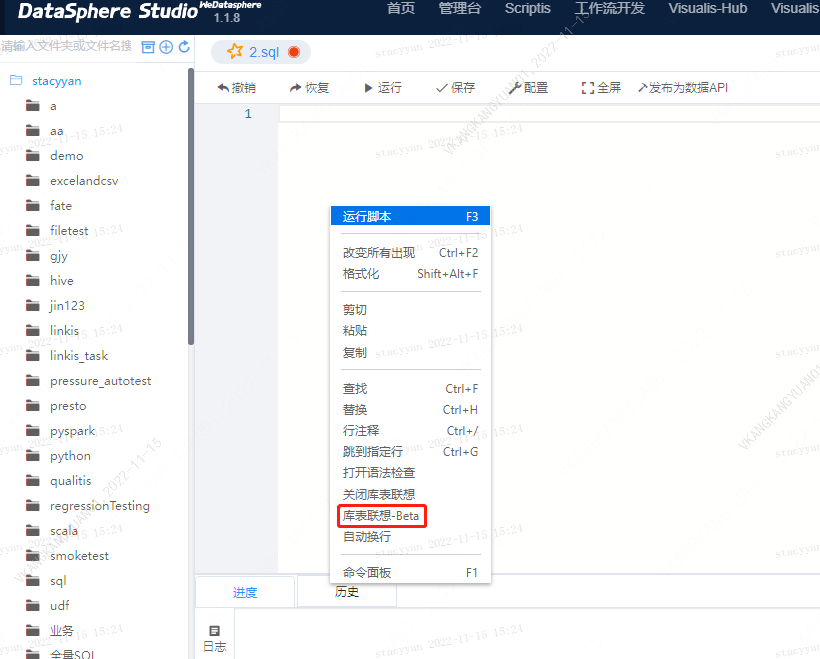 DataSphere Studio WeDatasphere
1.1.8
首页 管理台 Scriptis 工作流开发 Visualis-Hub Visualis
请输入文件夹或文件名搜
2.sql
撤销 恢复 运行 保存 配置 全屏 发布为数据API
stacyyan
a
aa
demo
excelandcsv
fate
filetest
gjy
hive
jin123
linkis
linkis_task
pressure_autotest
presto
pyspark
python
qualitis
regressionTesting
scala
smoketest
sql
udf
业务
全量SQL
1
运行脚本 F3
改变所有出现 Ctrl+F2
格式化 Shift+Alt+F
剪切
粘贴
复制
查找 Ctrl+F
替换 Ctrl+H
行注释 Ctrl+/
跳到指定行 Ctrl+G
打开语法检查
关闭库表联想
库表联想-Beta
自动换行
命令面板 F1
进度 历史
日志
stacyyan 2022-11-15 15:24
VKANGKANGYUAN01, 2022-11-15